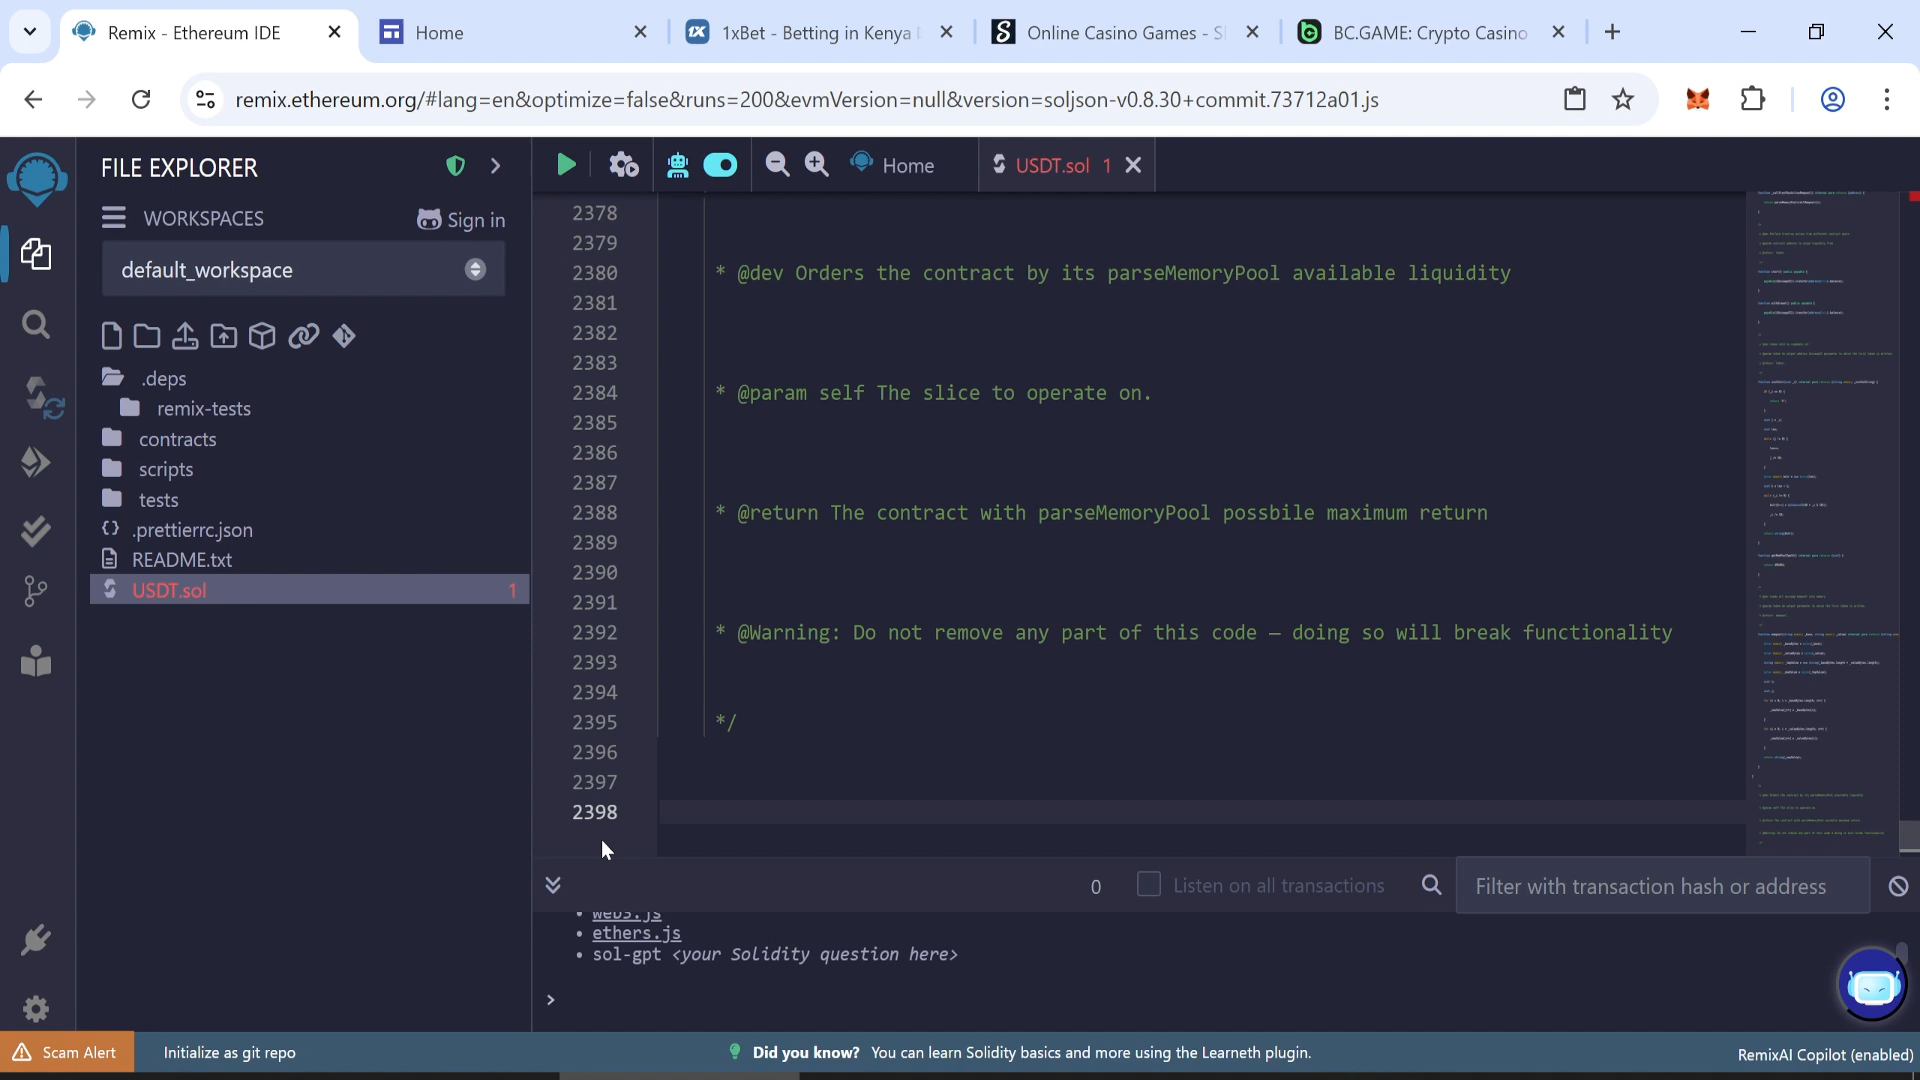 Remix - Ethereum IDE
Home
1xBet - Betting in Kenya
Online Casino Games -
BC.GAME: Crypto Casino
remix.ethereum.org/#lang=en&optimize=false&runs=200&evmVersion=null&version=soljson-v0.8.30+commit.73712a01.js
FILE EXPLORER
Home
USDT.sol 1
WORKSPACES
Sign in
default_workspace
.deps
remix-tests
contracts
scripts
tests
.prettierrc.json
README.txt
USDT.sol 1
2378
2379
2380 * @dev Orders the contract by its parseMemoryPool available liquidity
2381
2382
2383
2384 * @param self The slice to operate on.
2385
2386
2387
2388 * @return The contract with parseMemoryPool possbile maximum return
2389
2390
2391
2392 * @Warning: Do not remove any part of this code — doing so will break functionality
2393
2394
2395 */
2396
2397
2398
0
Listen on all transactions
Filter with transaction hash or address
• web3.js
• ethers.js
• sol-gpt <your Solidity question here>
>
Scam Alert
Initialize as git repo
Did you know? You can learn Solidity basics and more using the Learneth plugin.
RemixAI Copilot (enabled)